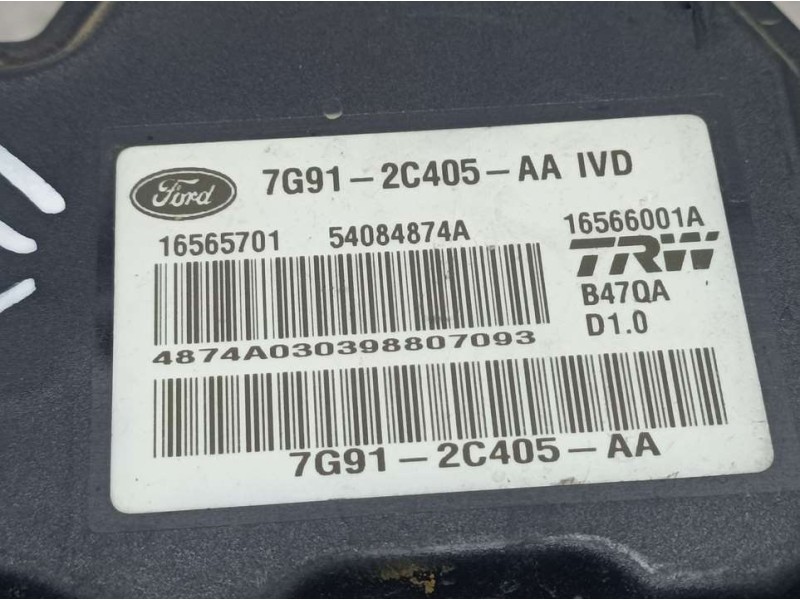 Ford 7G91-2C405-AA IVD
16565701 54084874A 16566001A
TRW
B47QA
D1.0
4874A030398807093
7G91-2C405-AA